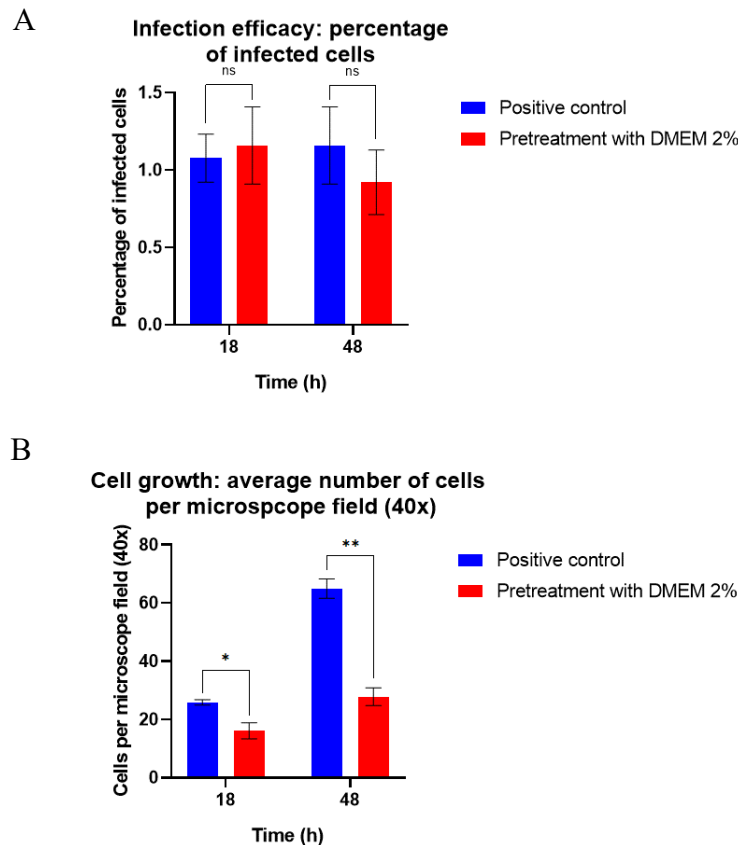 A
Infection efficacy: percentage
of infected cells
ns
ns
Percentage of infected cells
1.5
1.0
0.5
0.0
18
48
Time (h)
Positive control
Pretreatment with DMEM 2%
B
Cell growth: average number of cells
per microspcope field (40x)
Cells per microscope field (40x)
80
60
40
20
0
*
**
18
48
Time (h)
Positive control
Pretreatment with DMEM 2%